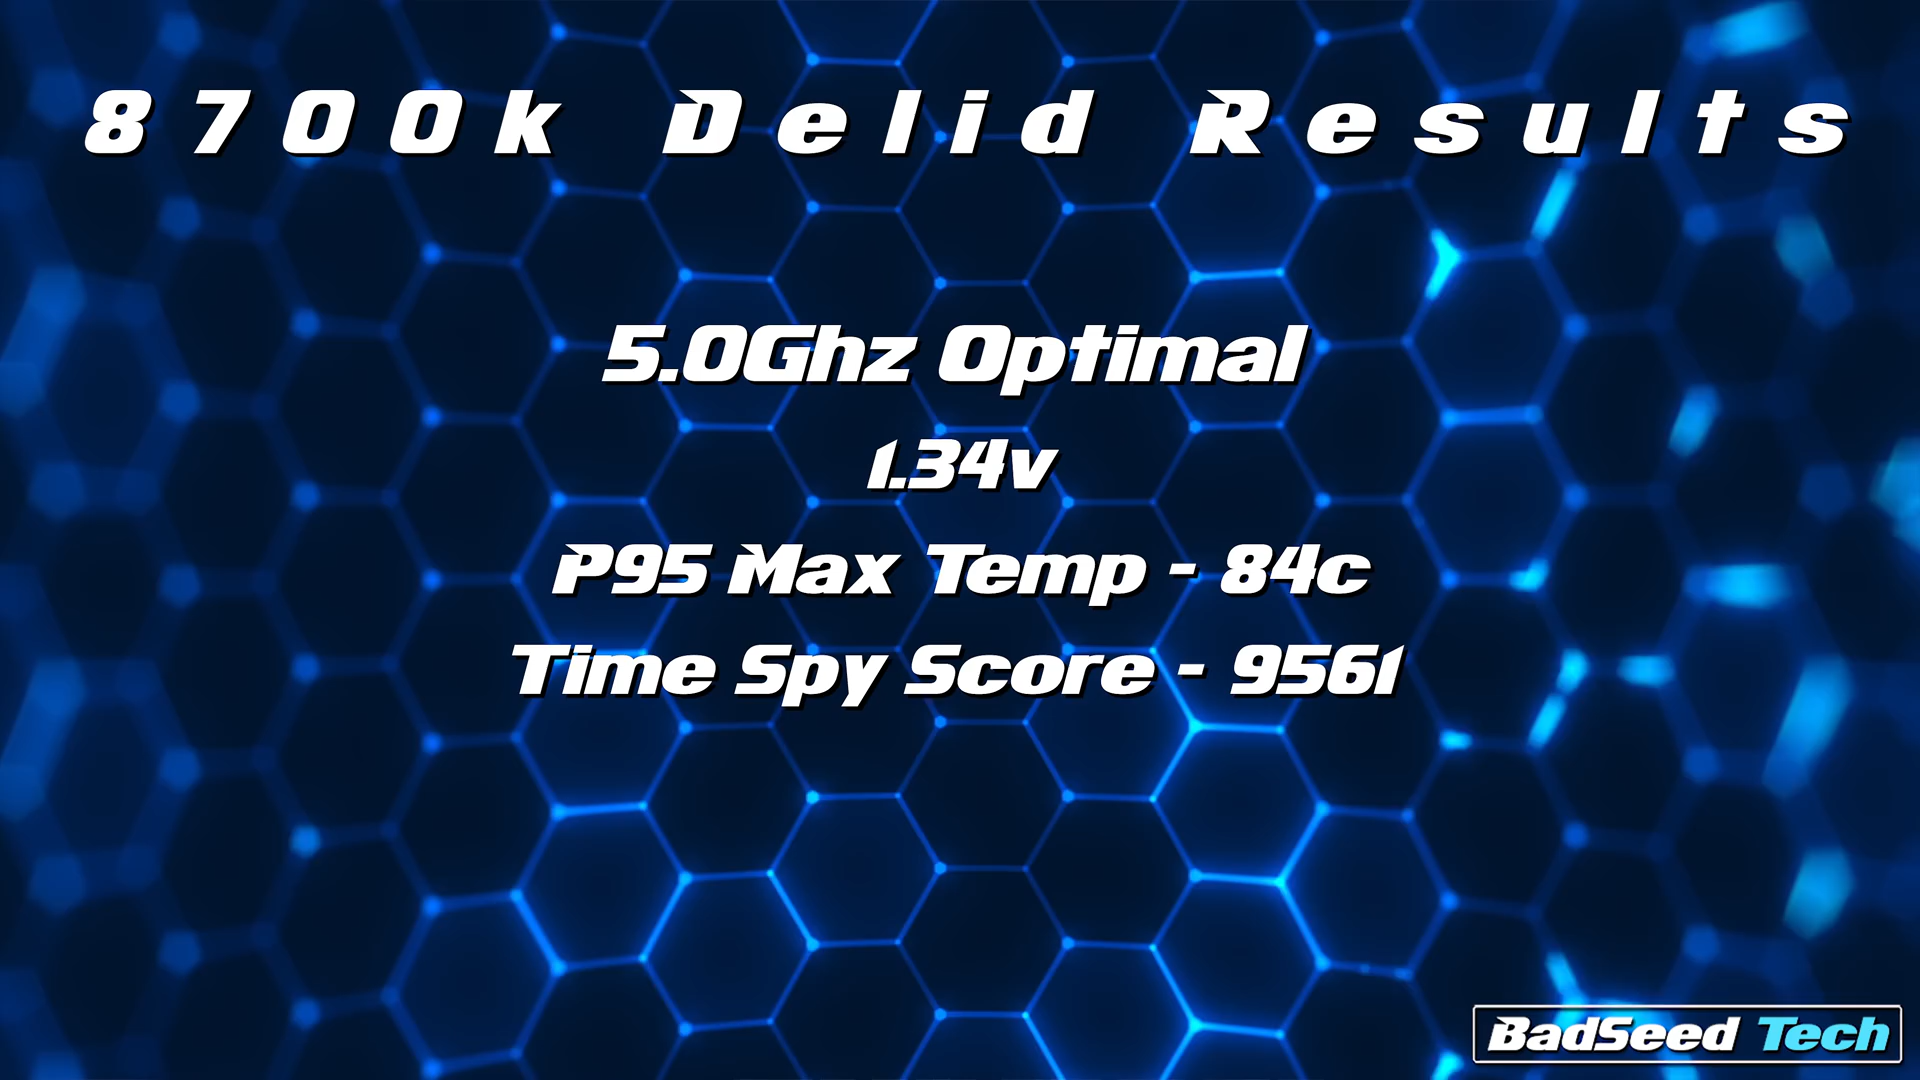 8700k Delid Results
5.0Ghz Optimal
1.34v
P95 Max Temp - 84c
Time Spy Score - 9561
BadSeed Tech